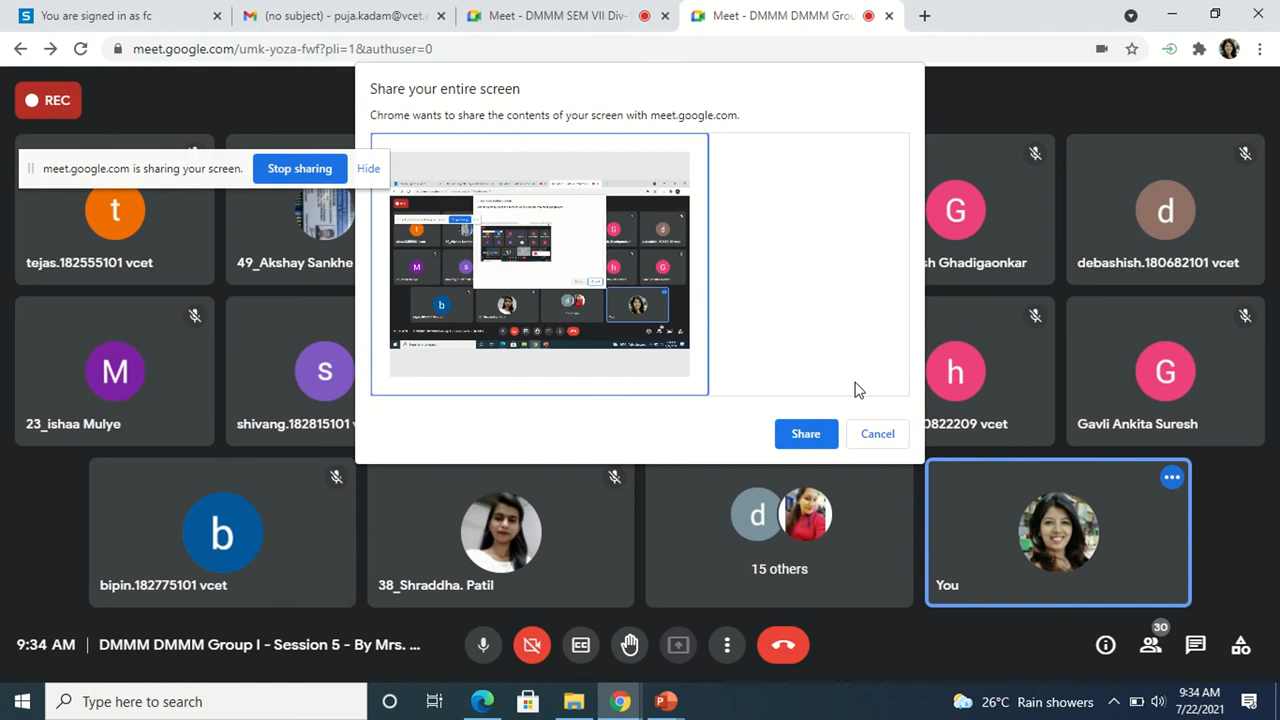 You are signed in as fc
(no subject) - puja.kadam@vcet.e
Meet - DMMM SEM VII Div-
Meet - DMMM DMMM Grou
meet.google.com/umk-yoza-fwf?pli=1&authuser=0
REC
Share your entire screen
Chrome wants to share the contents of your screen with meet.google.com.
meet.google.com is sharing your screen.
Stop sharing
Hide
t
G
d
tejas.182555101 vcet
49_Akshay Sankhe
sh Ghadigaonkar
debashish.180682101 vcet
M
s
h
G
23_ishaa Mulye
shivang.182815101
0822209 vcet
Gavli Ankita Suresh
Share
Cancel
b
d
bipin.182775101 vcet
38_Shraddha. Patil
15 others
You
9:34 AM | DMMM DMMM Group I - Session 5 - By Mrs. ...
CC
30
Type here to search
26°C Rain showers
9:34 AM
7/22/2021